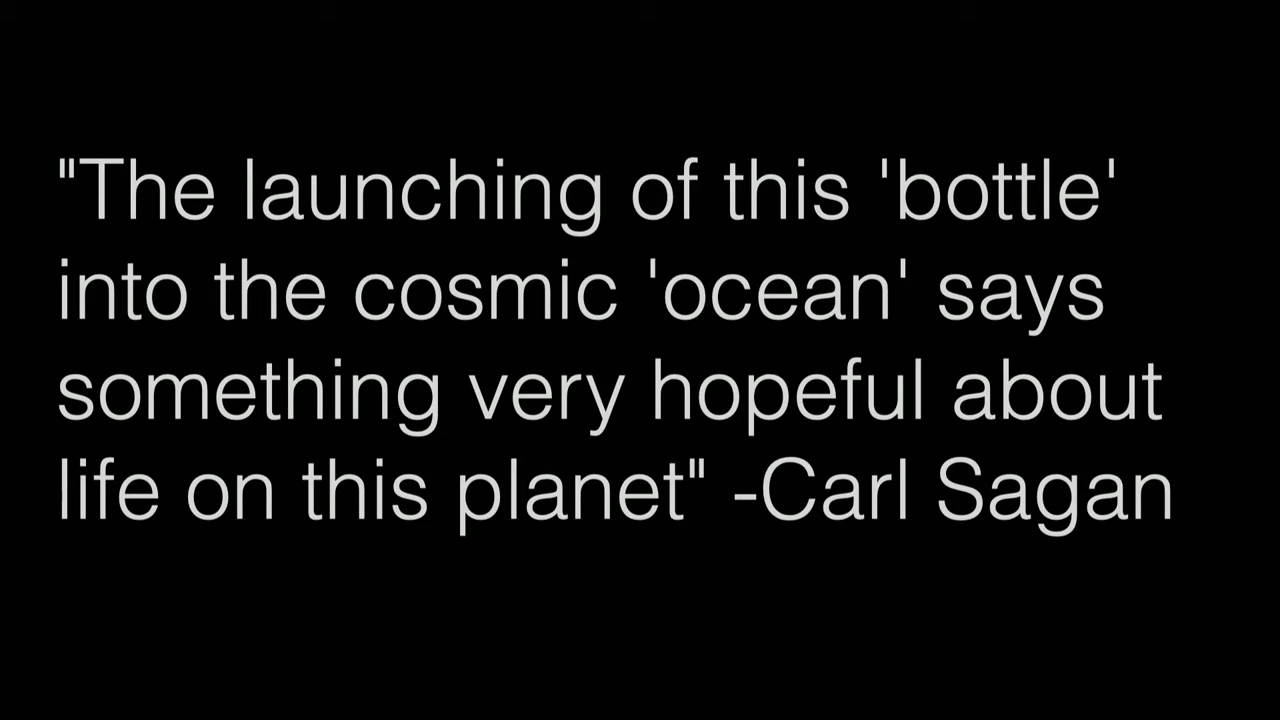 "The launching of this 'bottle'
into the cosmic 'ocean' says
something very hopeful about
life on this planet" -Carl Sagan